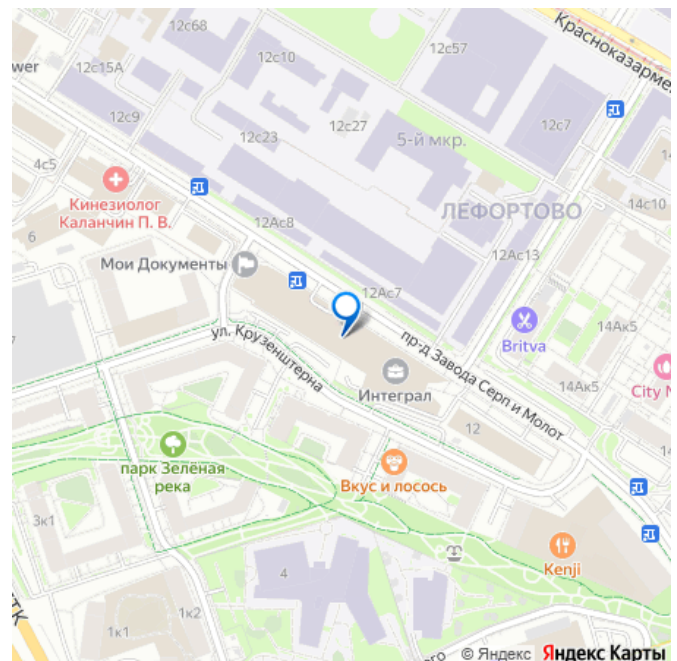 12с68
12с10
12с57
Красноказарме
wer
12с15А
12с9
12с23
12с27
5-й мкр.
12с7
4с5
14с10
Кинезиолог
Каланчин П. В.
ЛЕФОРТОВО
12Ас8
6
12Ас13
Мои Документы
12Ас7
14Ак5
ул. Крузенштерна
пр-д Завода Серп и Молот
Britva
Интеграл
14Ак5
City
12
парк Зелёная
река
Вкус и лосось
3к1
Kenji
4
1к2
1к1
ТК
© Яндекс Яндекс Карты